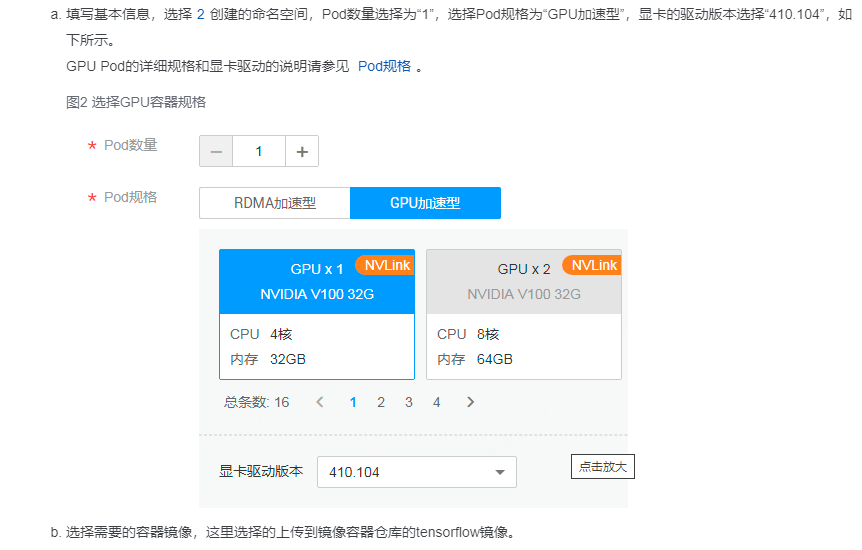 a. 填写基本信息，选择 2 创建的命名空间，Pod数量选择为“1”，选择Pod规格为“GPU加速型”，显卡的驱动版本选择“410.104”，如
下所示。
GPU Pod的详细规格和显卡驱动的说明请参见 Pod规格 。
图2 选择GPU容器规格
* Pod数量 − 1 +
* Pod规格 RDMA加速型 GPU加速型
GPU x 1 NVLink GPU x 2 NVLink
NVIDIA V100 32G NVIDIA V100 32G
CPU 4核 CPU 8核
内存 32GB 内存 64GB
总条数: 16 < 1 2 3 4 >
显卡驱动版本 410.104 点击放大
b. 选择需要的容器镜像，这里选择的上传到镜像容器仓库的tensorflow镜像。